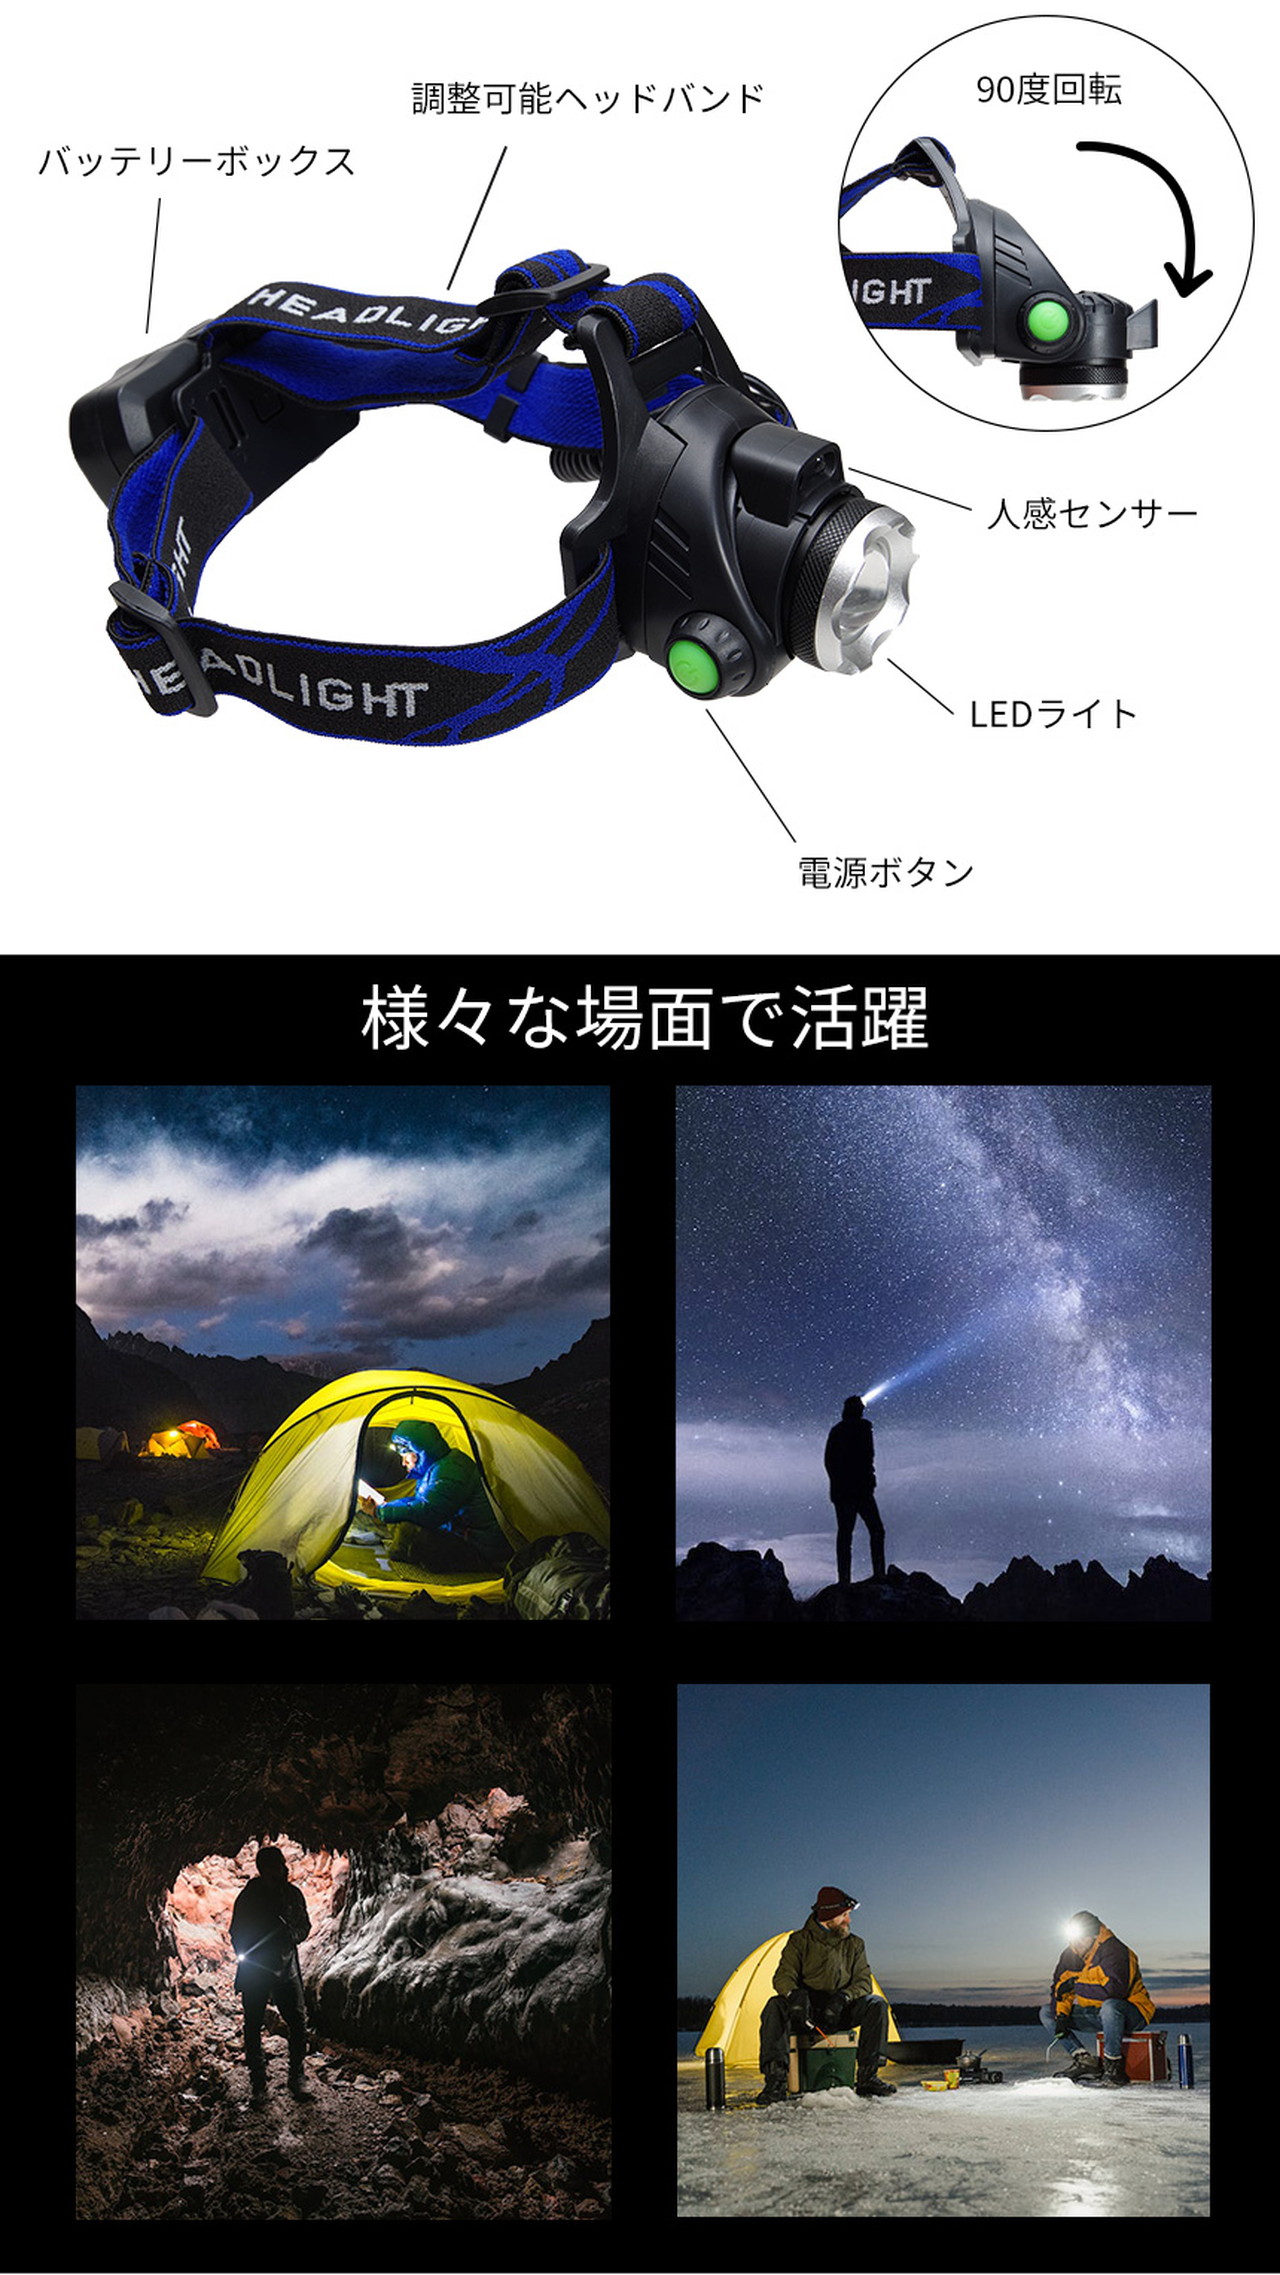 90度回転
調整可能ヘッドバンド
バッテリーボックス
HEADLIGH
IGHT
人感センサー
GHT
HEADLIGHT
LEDライト
電源ボタン
様々な場面で活躍